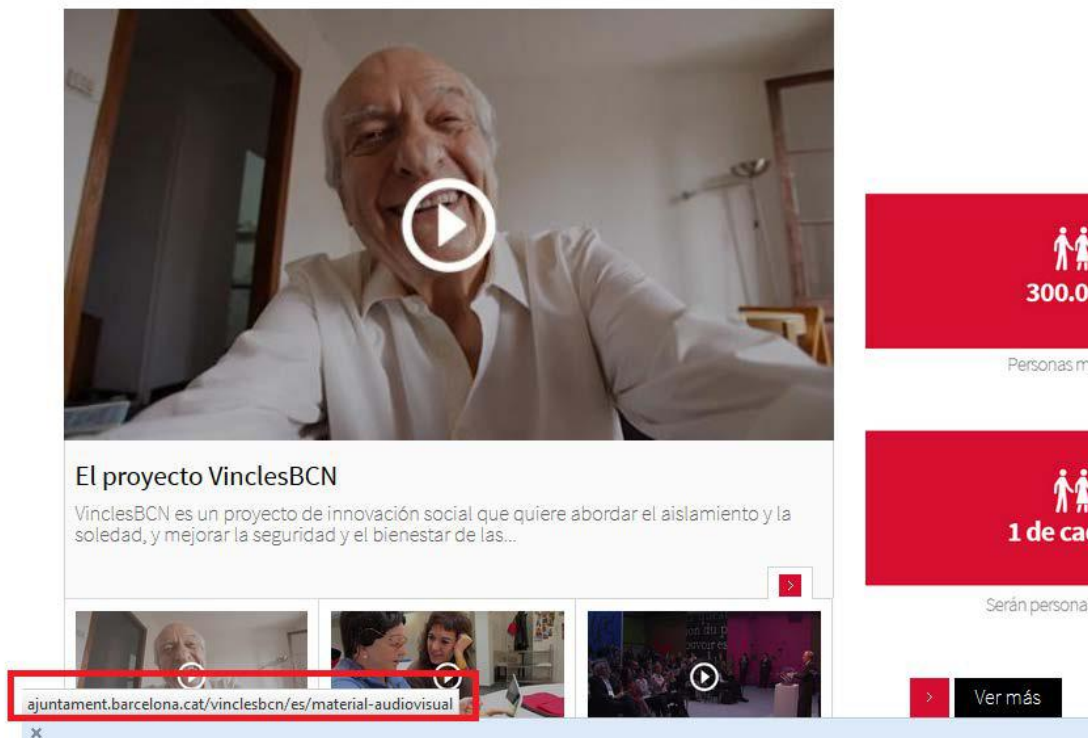 300.0
Personas m
El proyecto VinclesBCN
VinclesBCN es un proyecto de innovación social que quiere abordar el aislamiento y la
soledad, y mejorar la seguridad y el bienestar de las...
1 de ca
Serán persona
ajuntament.barcelona.cat/vinclesbcn/es/material-audiovisual
Ver más